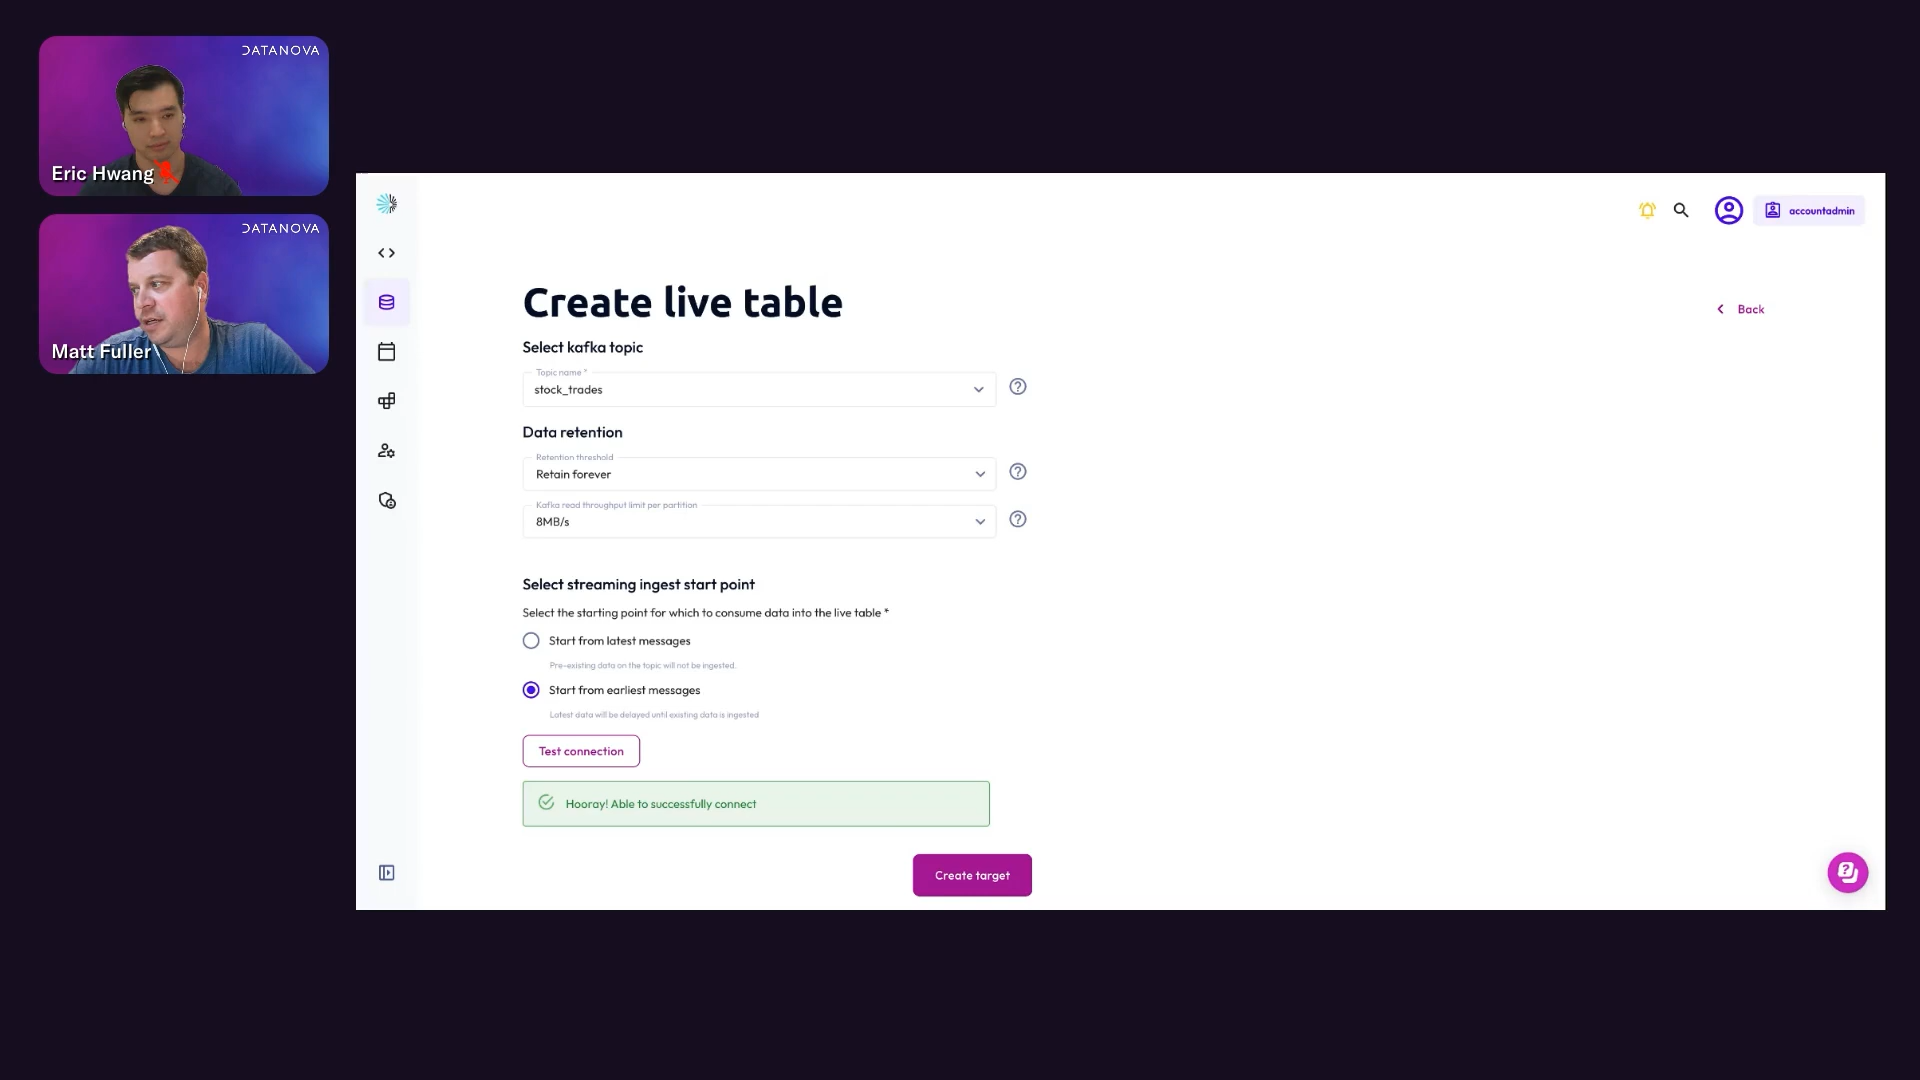 DATANOVA
Eric Hwang
DATANOVA
Matt Fuller
accountadmin
Create live table
Back
Select kafka topic
Topic name *
stock_trades
Data retention
Retention threshold
Retain forever
Kafka read throughput limit per partition
8MB/s
Select streaming ingest start point
Select the starting point for which to consume data into the live table *
Start from latest messages
Pre-existing data on the topic will not be ingested.
Start from earliest messages
Latest data will be delayed until existing data is ingested
Test connection
Hooray! Able to successfully connect
Create target